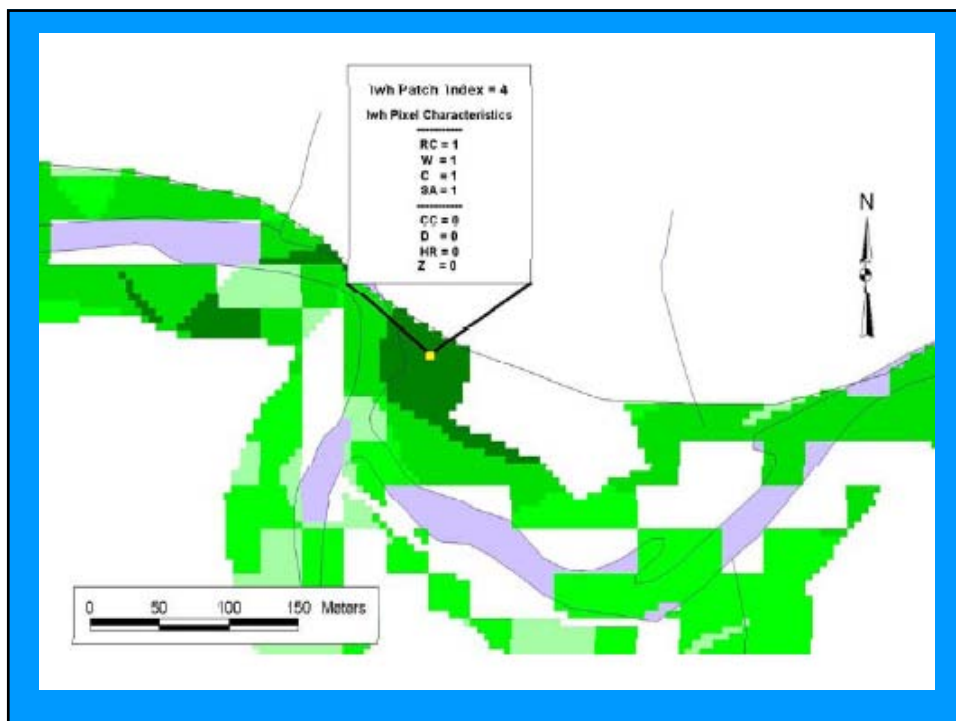 lwh Patch Index = 4
lwh Pixel Characteristics
------------
RC = 1
W = 1
C = 1
SA = 1
------------
CC = 0
D = 0
HR = 0
Z = 0
N
0 50 100 150 Meters